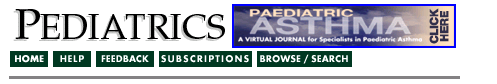 PEDIATRICS
PAEDIATRIC
ASTHMA
A VIRTUAL JOURNAL for Specialists in Paediatric Asthma
CLICK HERE
HOME HELP FEEDBACK SUBSCRIPTIONS BROWSE / SEARCH